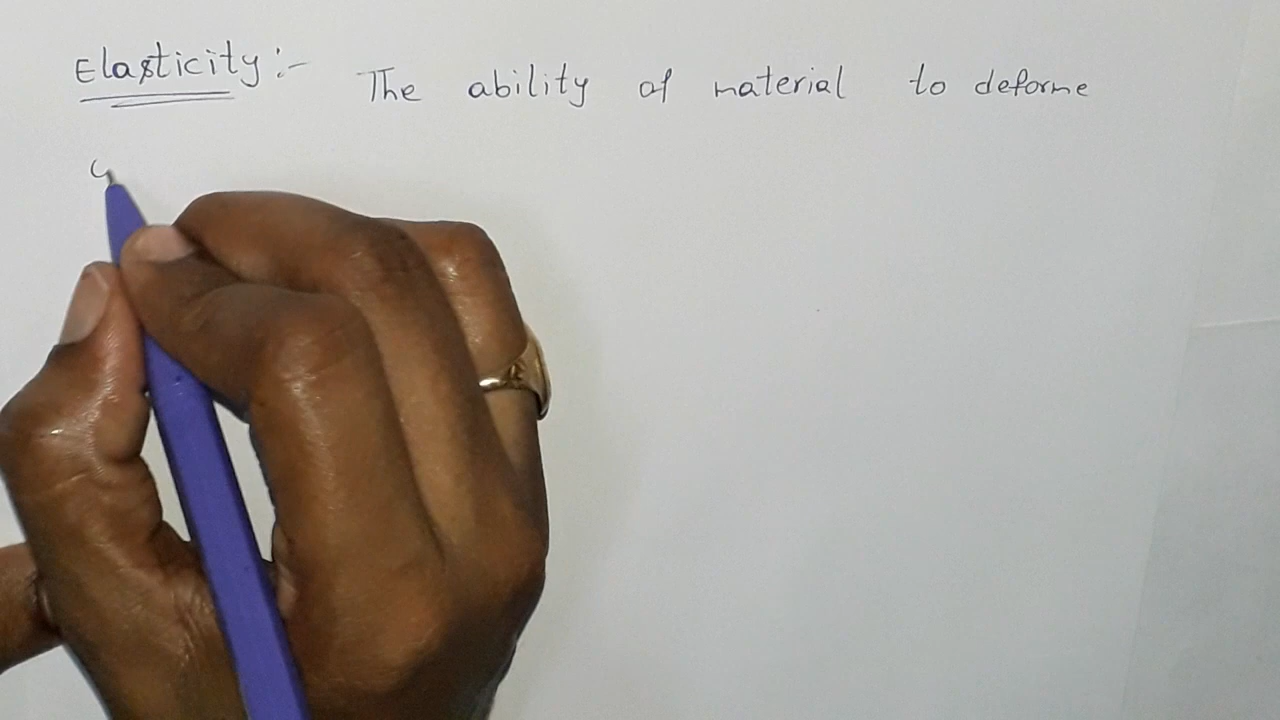 Elasticity :- The ability of material to deforme